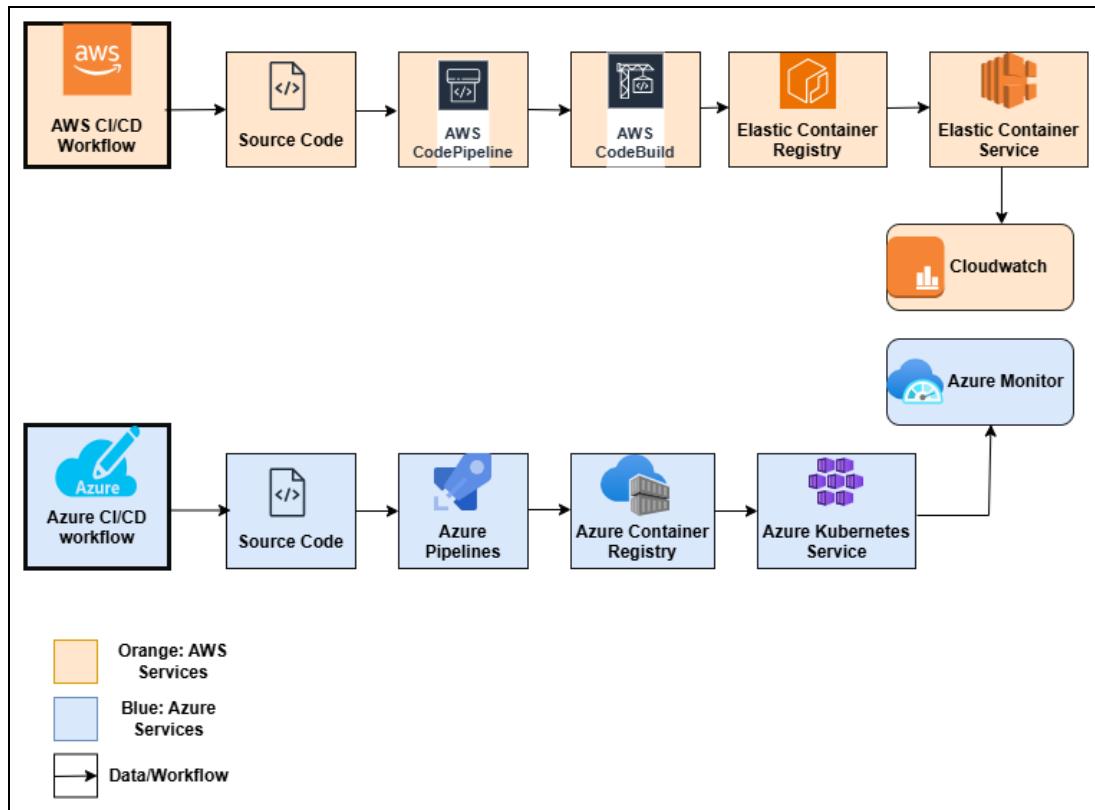 aws
AWS CI/CD
Workflow
</>
Source Code
</>
AWS
CodePipeline
</>
AWS
CodeBuild
Elastic Container
Registry
Elastic Container
Service
Cloudwatch
Azure Monitor
Azure
Azure CI/CD
workflow
</>
Source Code
Azure
Pipelines
Azure Container
Registry
Azure Kubernetes
Service
Orange: AWS
Services
Blue: Azure
Services
Data/Workflow